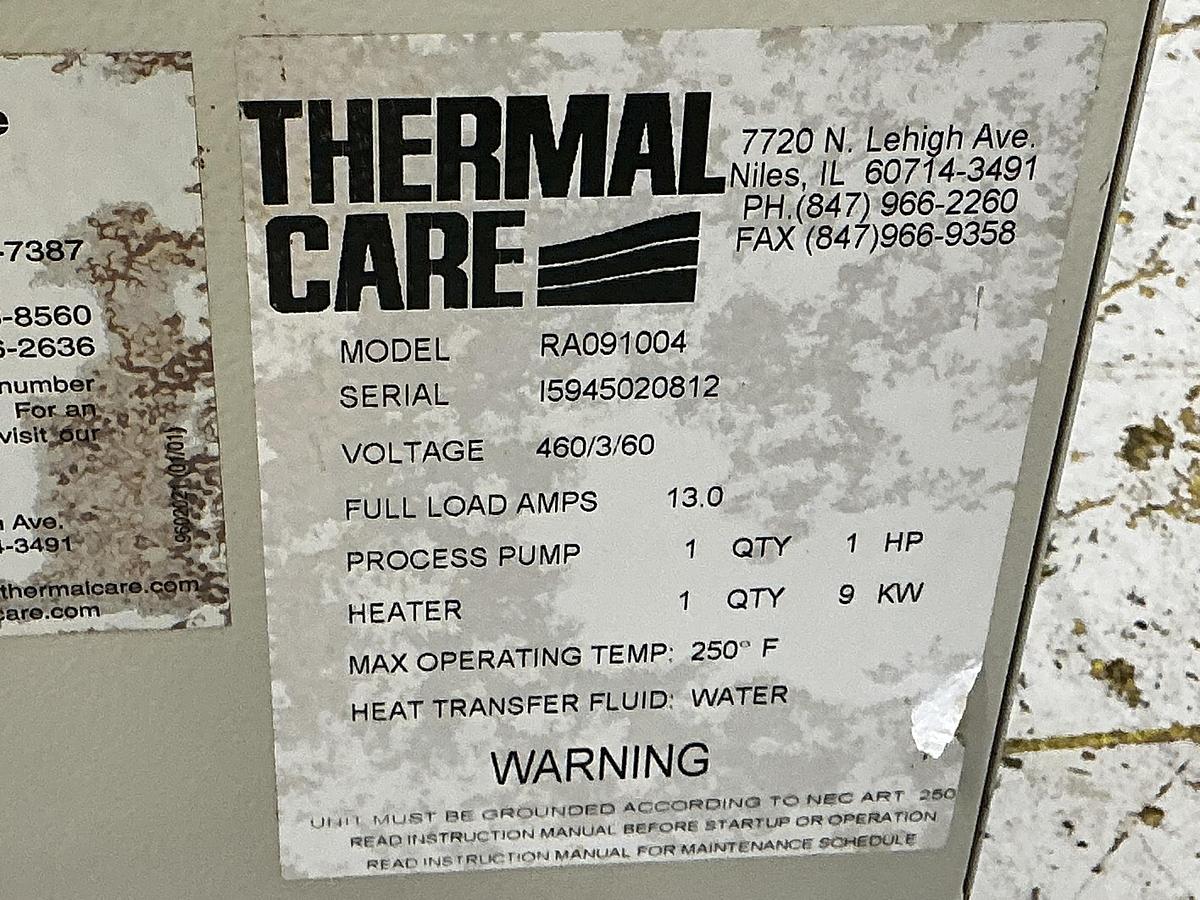 e
-7387
-8560
-2636
number
For an
visit our
Ave.
-3491
thermalcare.com
are.com
9602021 (01/01)
THERMAL
CARE
7720 N. Lehigh Ave.
Niles, IL 60714-3491
PH.(847) 966-2260
FAX (847)966-9358
MODEL RA091004
SERIAL I5945020812
VOLTAGE 460/3/60
FULL LOAD AMPS 13.0
PROCESS PUMP 1 QTY 1 HP
HEATER 1 QTY 9 KW
MAX OPERATING TEMP: 250° F
HEAT TRANSFER FLUID: WATER
WARNING
UNIT MUST BE GROUNDED ACCORDING TO NEC ART 250
READ INSTRUCTION MANUAL BEFORE STARTUP OR OPERATION
READ INSTRUCTION MANUAL FOR MAINTENANCE SCHEDULE